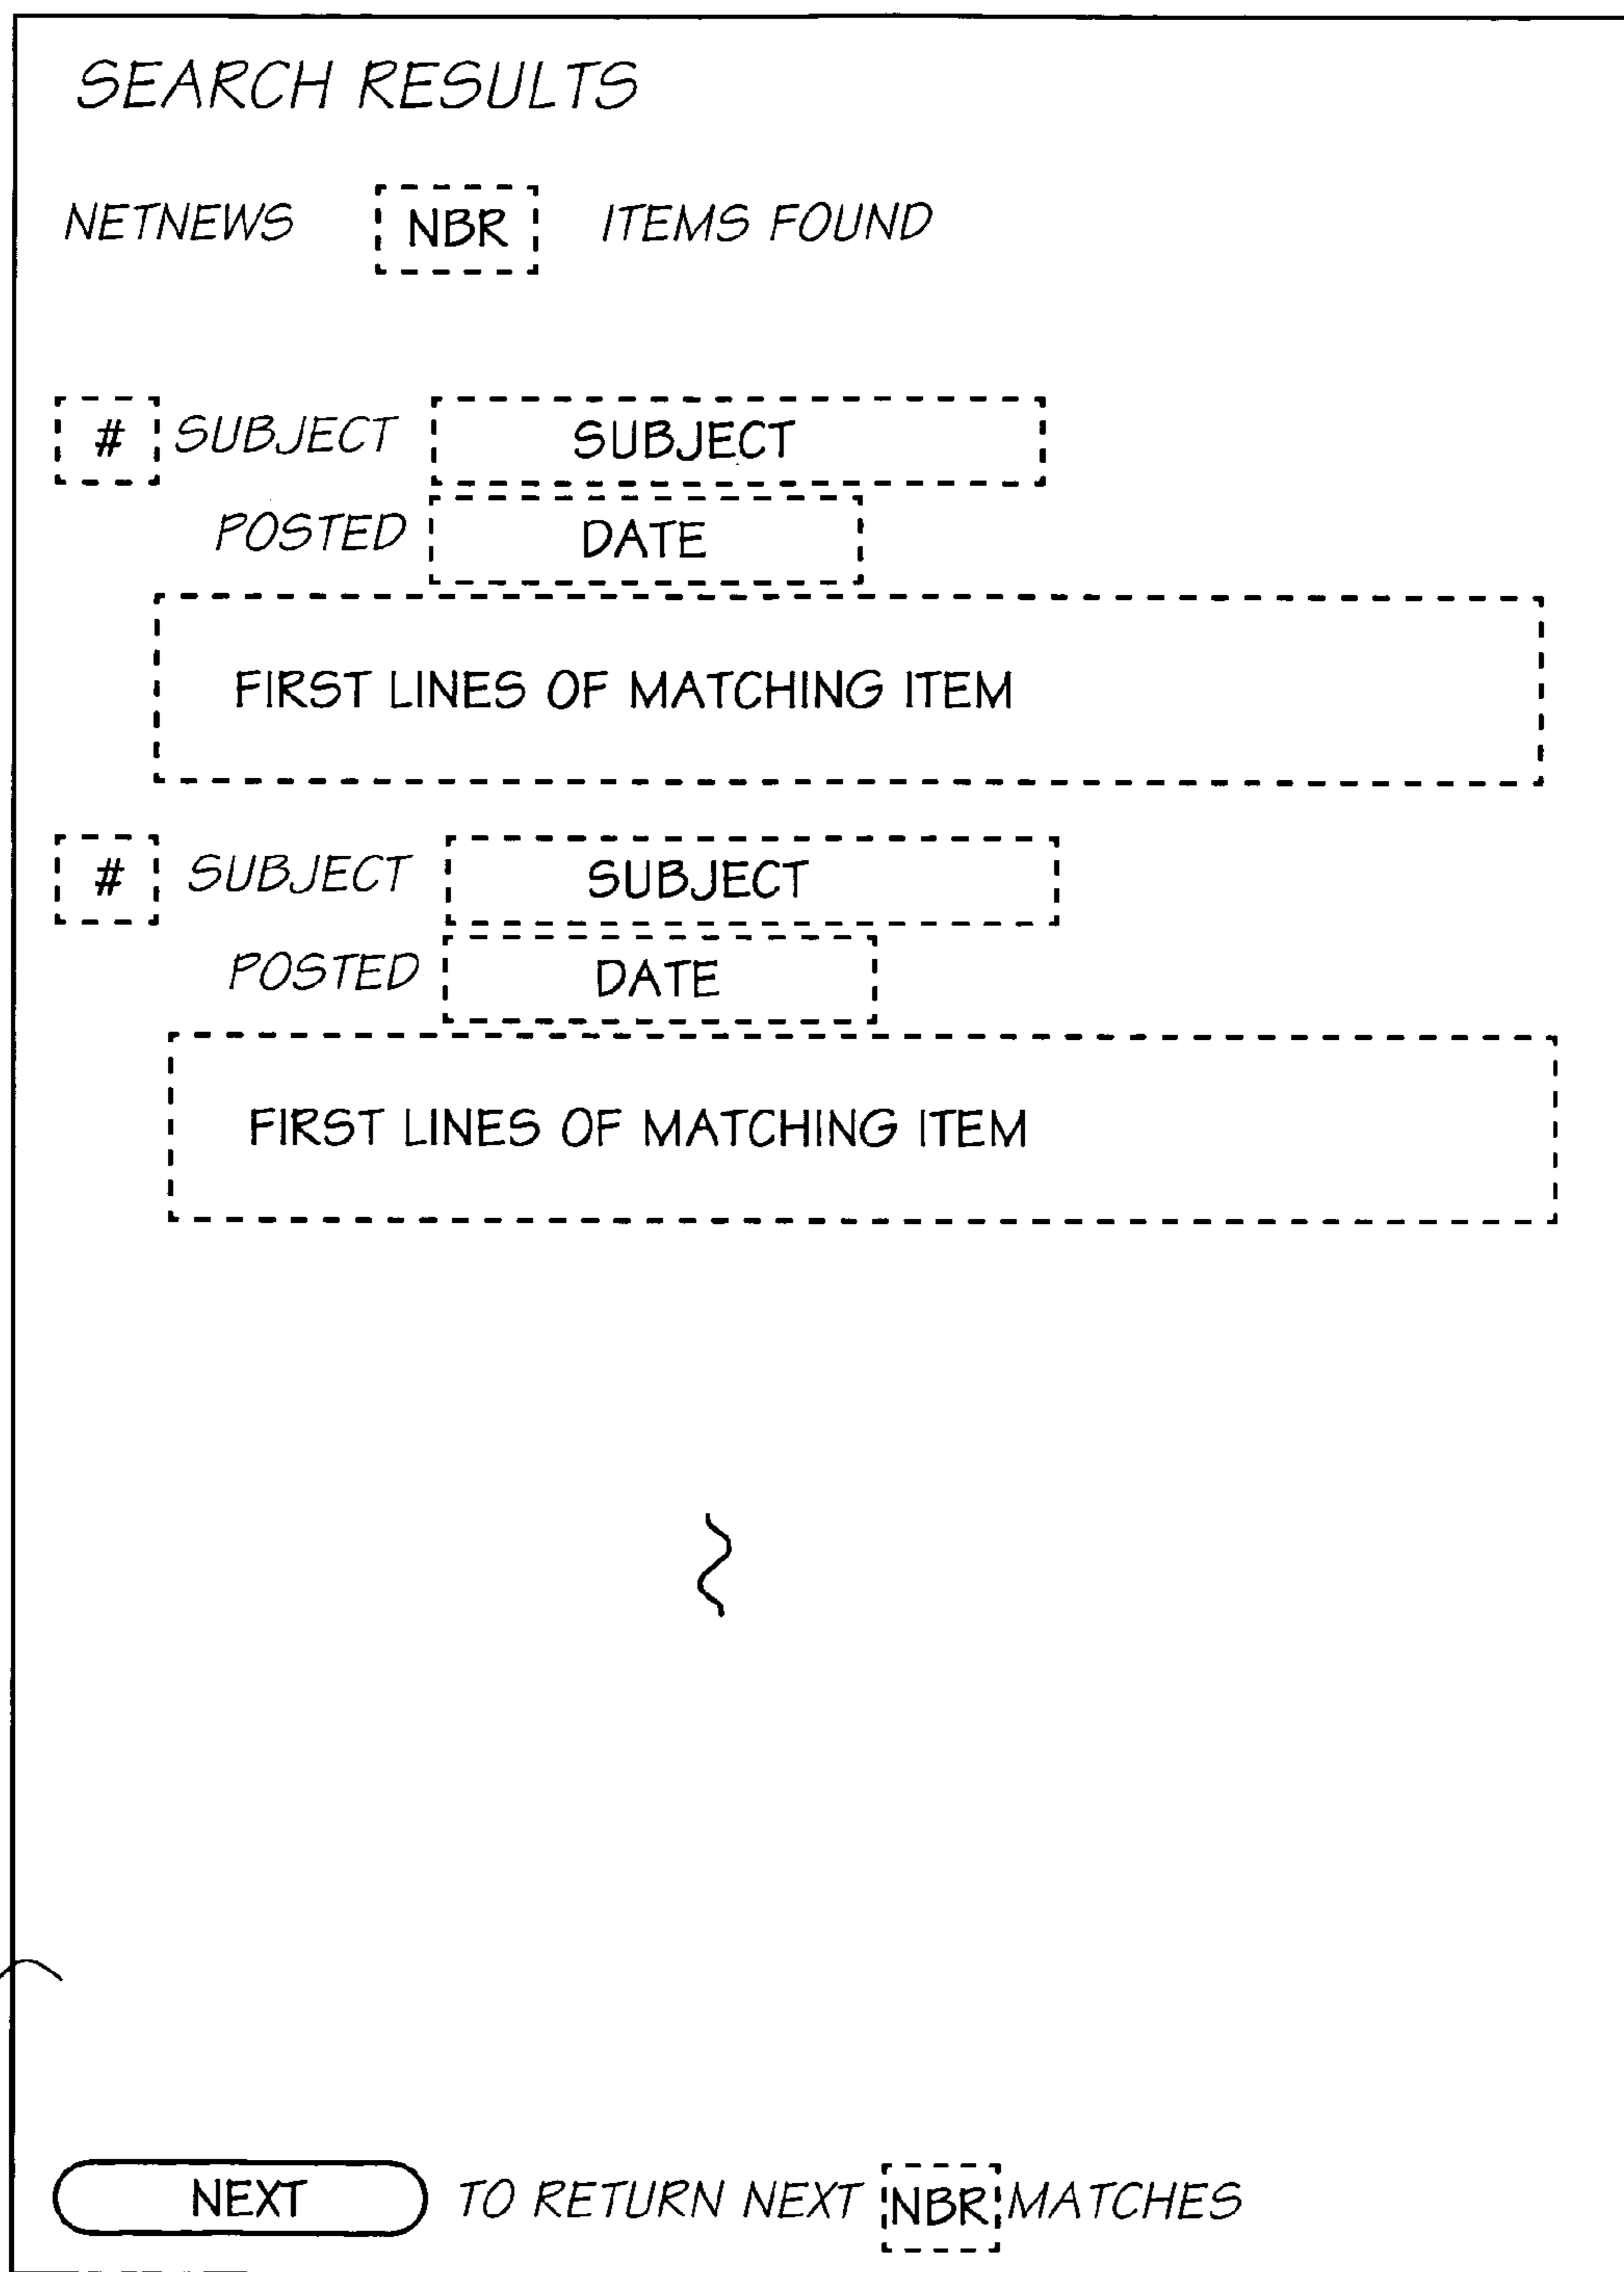 SEARCH RESULTS
NETNEWS NBR ITEMS FOUND
# SUBJECT SUBJECT
POSTED DATE
FIRST LINES OF MATCHING ITEM
# SUBJECT SUBJECT
POSTED DATE
FIRST LINES OF MATCHING ITEM
NEXT TO RETURN NEXT NBR MATCHES